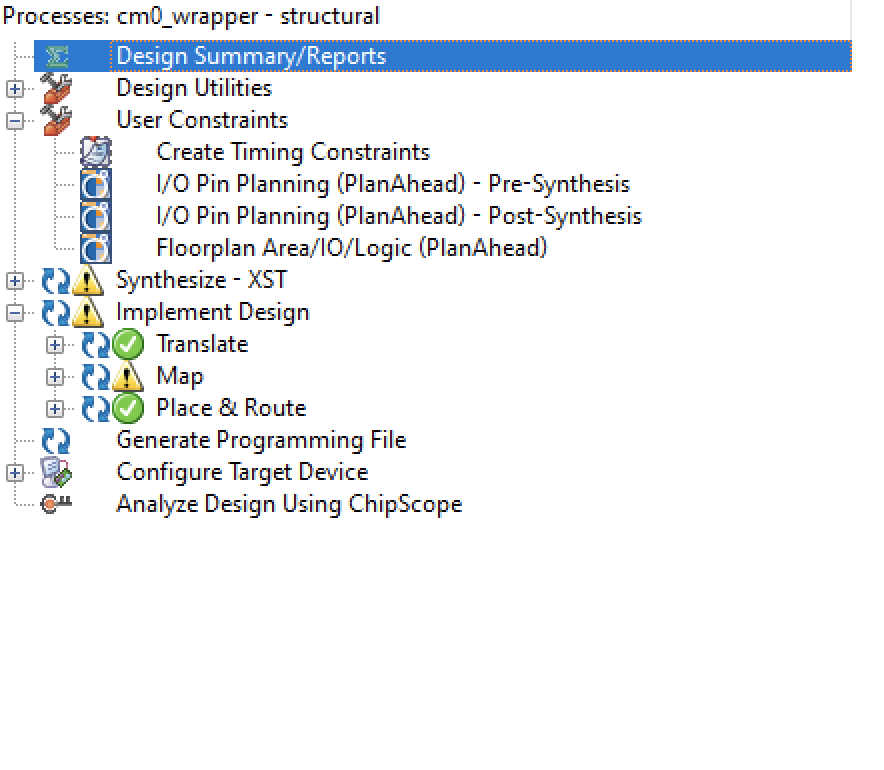 Processes: cm0_wrapper - structural
Design Summary/Reports
Design Utilities
User Constraints
Create Timing Constraints
I/O Pin Planning (PlanAhead) - Pre-Synthesis
I/O Pin Planning (PlanAhead) - Post-Synthesis
Floorplan Area/IO/Logic (PlanAhead)
Synthesize - XST
Implement Design
Translate
Map
Place & Route
Generate Programming File
Configure Target Device
Analyze Design Using ChipScope